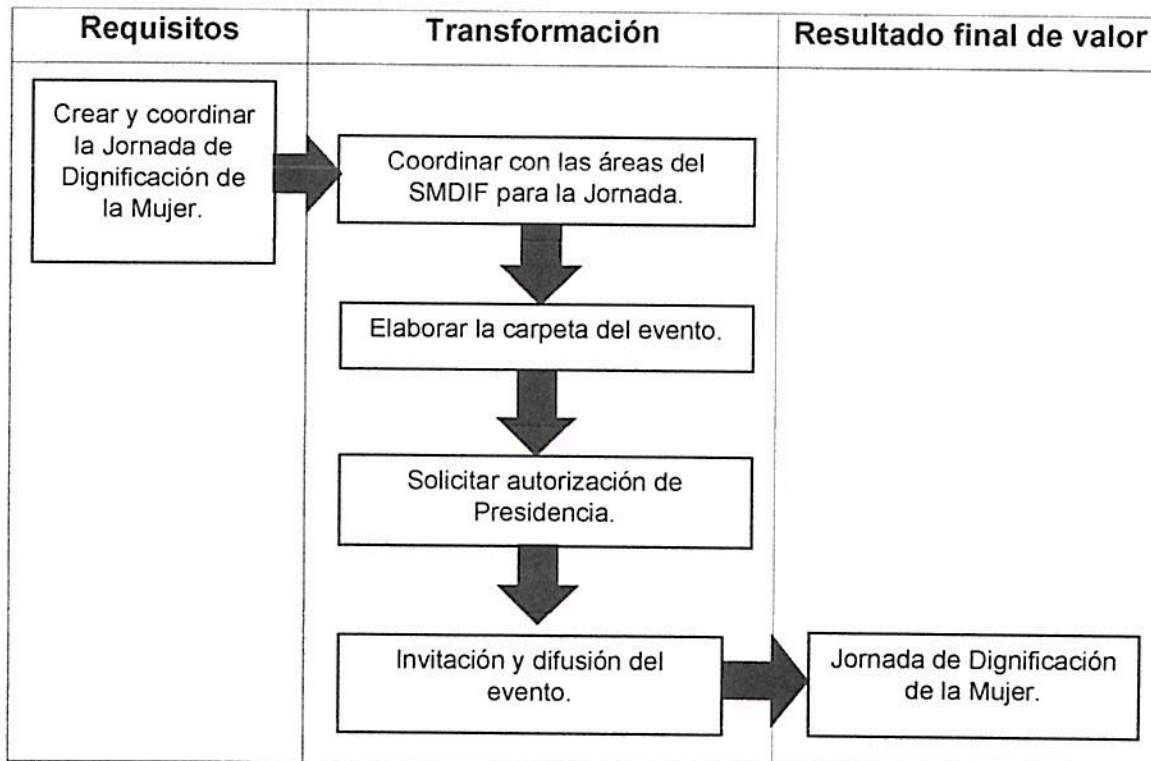 Requisitos
Transformación
Resultado final de valor
Crear y coordinar
la Jornada de
Dignificación de
la Mujer.
Coordinar con las áreas del
SMDIF para la Jornada.
Elaborar la carpeta del evento.
Solicitar autorización de
Presidencia.
Invitación y difusión del
evento.
Jornada de Dignificación
de la Mujer.